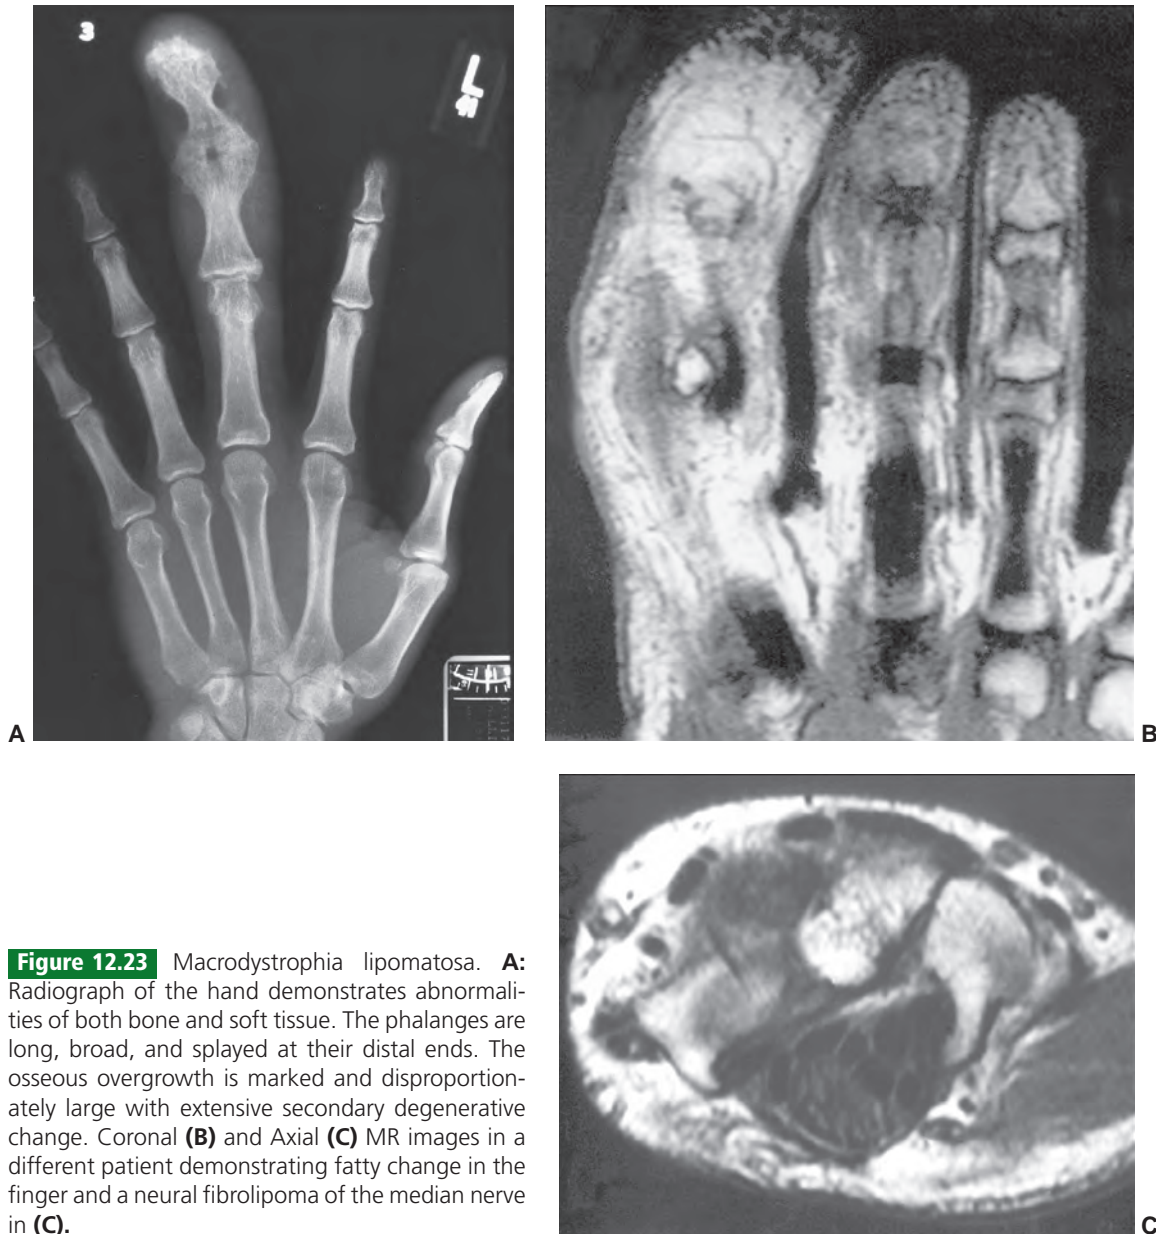 3
L
A
B
Figure 12.23 Macrodystrophia lipomatosa. A:
Radiograph of the hand demonstrates abnormali-
ties of both bone and soft tissue. The phalanges are
long, broad, and splayed at their distal ends. The
osseous overgrowth is marked and disproportion-
ately large with extensive secondary degenerative
change. Coronal (B) and Axial (C) MR images in a
different patient demonstrating fatty change in the
finger and a neural fibrolipoma of the median nerve
in (C).
C